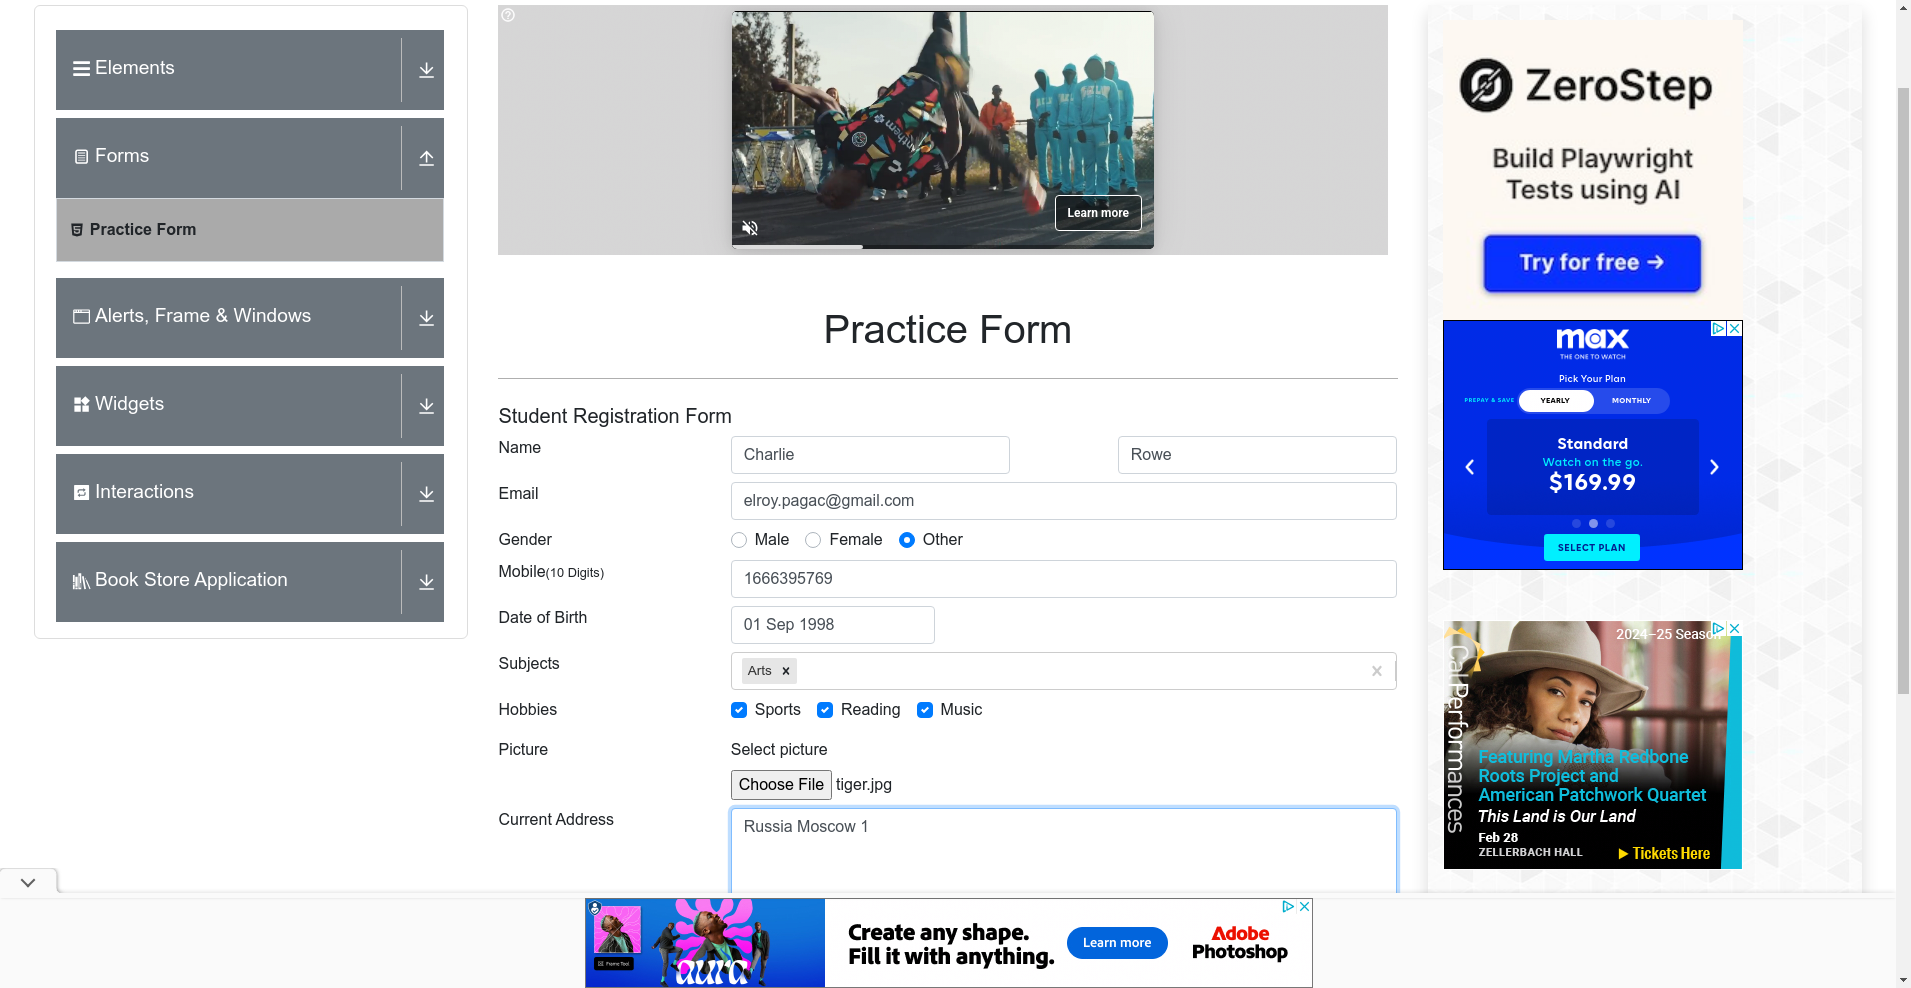 Elements
Forms
Practice Form
Alerts, Frame & Windows
Widgets
Interactions
Book Store Application
Learn more
Practice Form
Student Registration Form
Name
Charlie
Rowe
Email
elroy.pagac@gmail.com
Gender
Male
Female
Other
Mobile(10 Digits)
1666395769
Date of Birth
01 Sep 1998
Subjects
Arts
Hobbies
Sports
Reading
Music
Picture
Select picture
Choose File tiger.jpg
Current Address
Russia Moscow 1
ZeroStep
Build Playwright
Tests using AI
Try for free →
max
THE ONE TO WATCH
Pick Your Plan
PREPAY & SAVE
YEARLY
MONTHLY
Standard
Watch on the go.
$169.99
SELECT PLAN
2024–25 Season
Cal Performances
Featuring Martha Redbone
Roots Project and
American Patchwork Quartet
This Land is Our Land
Feb 28
ZELLERBACH HALL
Tickets Here
Frame Tool
aura
Create any shape.
Fill it with anything.
Learn more
Adobe
Photoshop